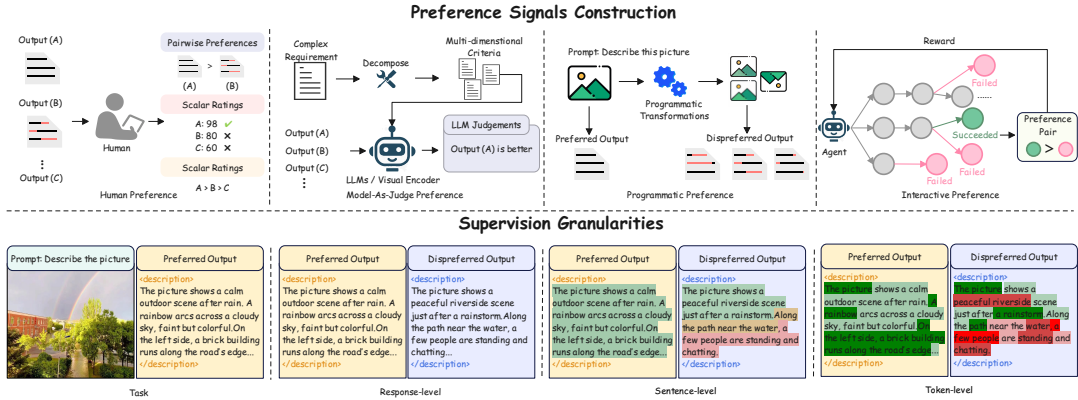 Preference Signals Construction
Output (A)
Output (B)
⋮
Output (C)
Human
Pairwise Preferences
>
(A) (B)
Scalar Ratings
A: 98 ✓
B: 80 ✗
C: 60 ✗
Scalar Ratings
A > B > C
Human Preference
Complex
Requirement
Decompose
Multi-dimenstional
Criteria
Output (A)
Output (B)
Output (C)
⋮
LLMs / Visual Encoder
LLM Judgements
Output (A) is better
Model-As-Judge Preference
Prompt: Describe this picture
Programmatic
Transformations
Preferred Output
Dispreferred Output
Programmatic Preference
Reward
Agent
Failed
......
Succeeded
Failed
Failed
Preference
Pair
>
Interactive Preference
Supervision Granularities
Prompt: Describe the picture
Preferred Output
<description>
The picture shows a calm
outdoor scene after rain. A
rainbow arcs across a cloudy
sky, faint but colorful.On
the left side, a brick building
runs along the road's edge...
</description>
Task
Preferred Output
<description>
The picture shows a calm
outdoor scene after rain. A
rainbow arcs across a cloudy
sky, faint but colorful.On
the left side, a brick building
runs along the road's edge...
</description>
Dispreferred Output
<description>
The picture shows a
peaceful riverside scene
just after a rainstorm.Along
the path near the water, a
few people are standing and
chatting...
</description>
Response-level
Preferred Output
<description>
The picture shows a calm
outdoor scene after rain. A
rainbow arcs across a cloudy
sky, faint but colorful.On
the left side, a brick building
runs along the road's edge...
</description>
Dispreferred Output
<description>
The picture shows a
peaceful riverside scene
just after a rainstorm.Along
the path near the water, a
few people are standing and
chatting.
</description>
Sentence-level
Preferred Output
<description>
The picture shows a calm
outdoor scene after rain. A
rainbow arcs across a cloudy
sky, faint but colorful.On
the left side, a brick building
runs along the road's edge...
</description>
Dispreferred Output
<description>
The picture shows a
peaceful riverside scene
just after a rainstorm.Along
the path near the water, a
few people are standing and
chatting.
</description>
Token-level